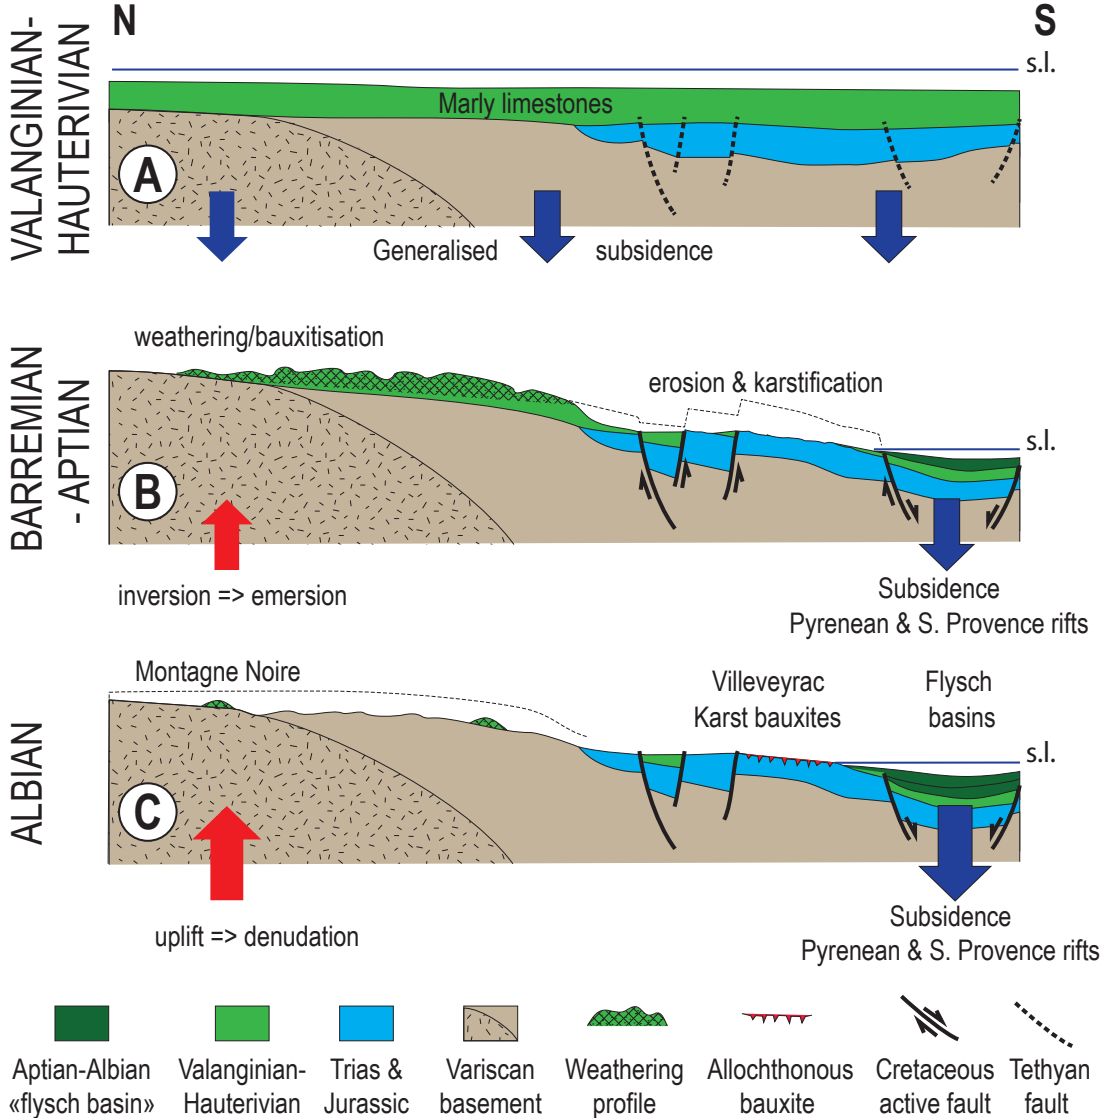 N
S
VALANGINIAN-
HAUTERIVIAN
s.l.
Marly limestones
A
Generalised subsidence
BARREMIAN
- APTIAN
weathering/bauxitisation
erosion & karstification
s.l.
B
inversion => emersion
Subsidence
Pyrenean & S. Provence rifts
ALBIAN
Montagne Noire
Villeveyrac
Karst bauxites
Flysch
basins
s.l.
C
uplift => denudation
Subsidence
Pyrenean & S. Provence rifts
Aptian-Albian
«flysch basin»
Valanginian-
Hauterivian
Trias &
Jurassic
Variscan
basement
Weathering
profile
Allochthonous
bauxite
Cretaceous
active fault
Tethyan
fault